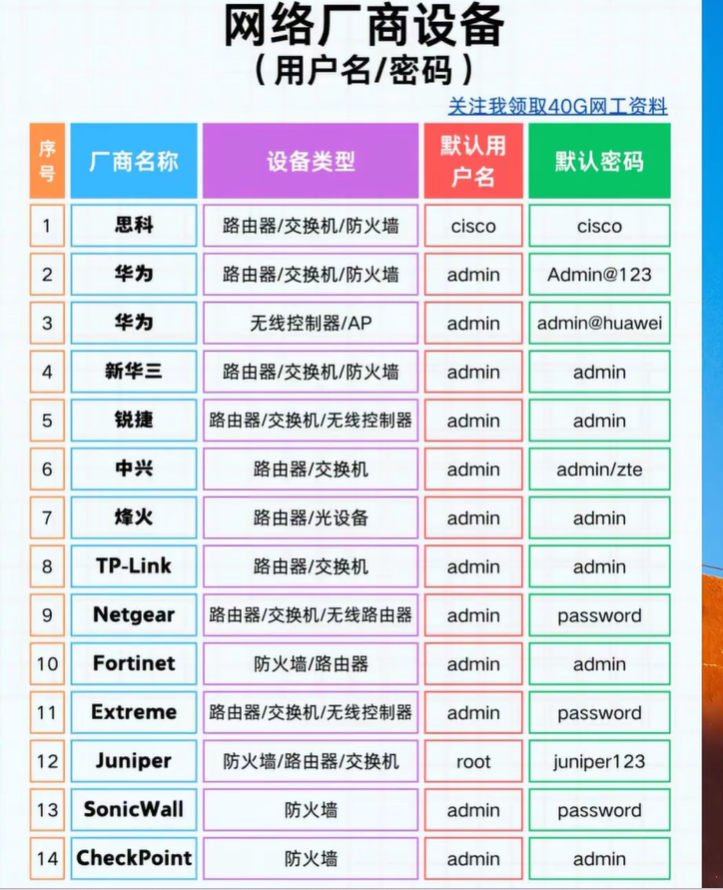 网络厂商设备
（用户名/密码）
关注我领取40G网工资料
序号 厂商名称 设备类型 默认用户名 默认密码
1 思科 路由器/交换机/防火墙 cisco cisco
2 华为 路由器/交换机/防火墙 admin Admin@123
3 华为 无线控制器/AP admin admin@huawei
4 新华三 路由器/交换机/防火墙 admin admin
5 锐捷 路由器/交换机/无线控制器 admin admin
6 中兴 路由器/交换机 admin admin/zte
7 烽火 路由器/光设备 admin admin
8 TP-Link 路由器/交换机 admin admin
9 Netgear 路由器/交换机/无线路由器 admin password
10 Fortinet 防火墙/路由器 admin admin
11 Extreme 路由器/交换机/无线控制器 admin password
12 Juniper 防火墙/路由器/交换机 root juniper123
13 SonicWall 防火墙 admin password
14 CheckPoint 防火墙 admin admin